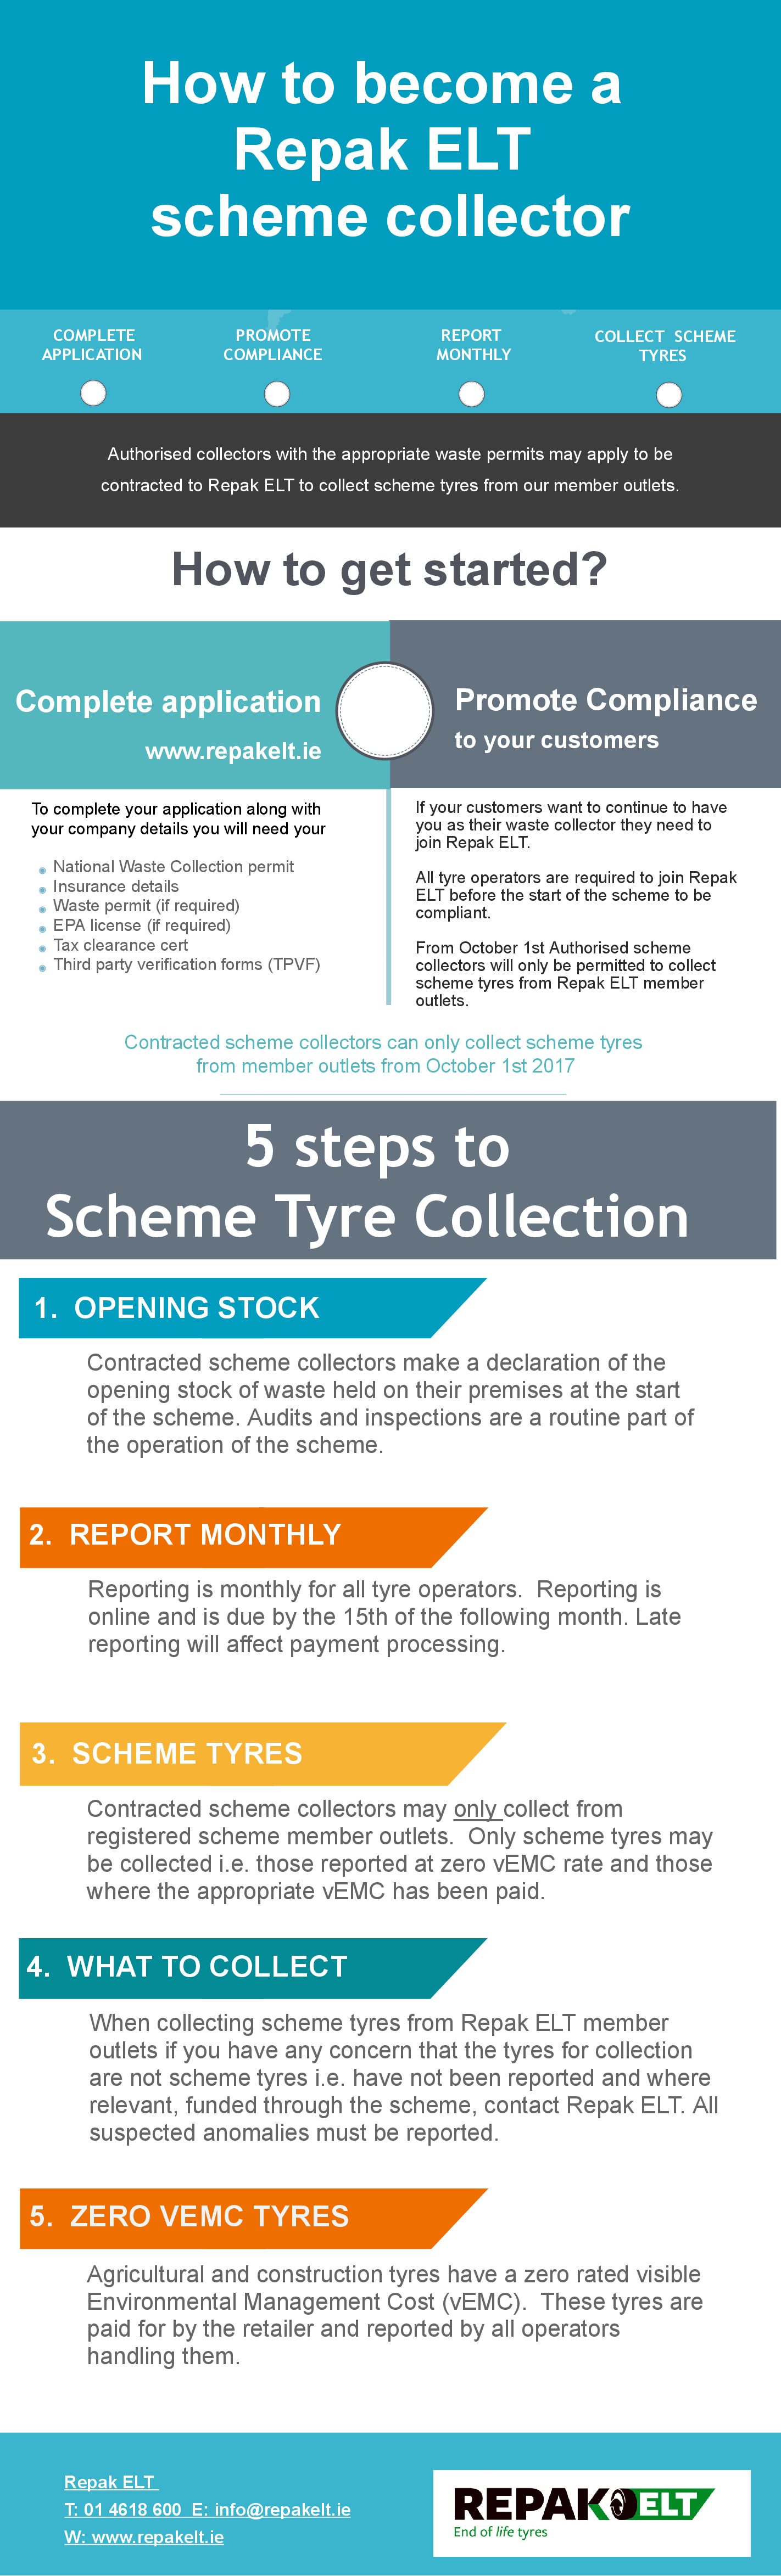 How to become a
Repak ELT
scheme collector
COMPLETE
APPLICATION
PROMOTE
COMPLIANCE
REPORT
MONTHLY
COLLECT SCHEME
TYRES
Authorised collectors with the appropriate waste permits may apply to be
contracted to Repak ELT to collect scheme tyres from our member outlets.
How to get started?
Complete application
www.repakelt.ie
To complete your application along with
your company details you will need your
National Waste Collection permit
Insurance details
Waste permit (if required)
EPA license (if required)
Tax clearance cert
Third party verification forms (TPVF)
Promote Compliance
to your customers
If your customers want to continue to have
you as their waste collector they need to
join Repak ELT.
All tyre operators are required to join Repak
ELT before the start of the scheme to be
compliant.
From October 1st Authorised scheme
collectors will only be permitted to collect
scheme tyres from Repak ELT member
outlets.
Contracted scheme collectors can only collect scheme tyres
from member outlets from October 1st 2017
5 steps to
Scheme Tyre Collection
1. OPENING STOCK
Contracted scheme collectors make a declaration of the
opening stock of waste held on their premises at the start
of the scheme. Audits and inspections are a routine part of
the operation of the scheme.
2. REPORT MONTHLY
Reporting is monthly for all tyre operators. Reporting is
online and is due by the 15th of the following month. Late
reporting will affect payment processing.
3. SCHEME TYRES
Contracted scheme collectors may only collect from
registered scheme member outlets. Only scheme tyres may
be collected i.e. those reported at zero vEMC rate and those
where the appropriate vEMC has been paid.
4. WHAT TO COLLECT
When collecting scheme tyres from Repak ELT member
outlets if you have any concern that the tyres for collection
are not scheme tyres i.e. have not been reported and where
relevant, funded through the scheme, contact Repak ELT. All
suspected anomalies must be reported.
5. ZERO VEMC TYRES
Agricultural and construction tyres have a zero rated visible
Environmental Management Cost (vEMC). These tyres are
paid for by the retailer and reported by all operators
handling them.
Repak ELT
T: 01 4618 600 E: info@repakelt.ie
W: www.repakelt.ie
REPAK ELT
End of life tyres